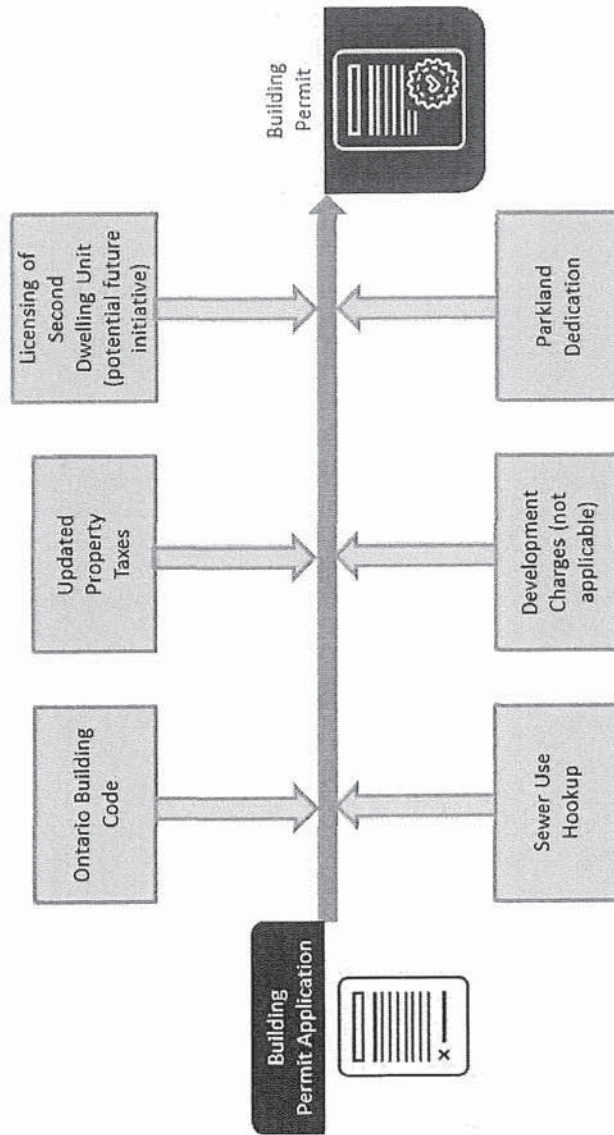 Building
Permit Application
x
Ontario Building
Code
Updated
Property
Taxes
Licensing of
Second
Dwelling Unit
(potential future
initiative)
Sewer Use
Hookup
Development
Charges (not
applicable)
Parkland
Dedication
Building
Permit